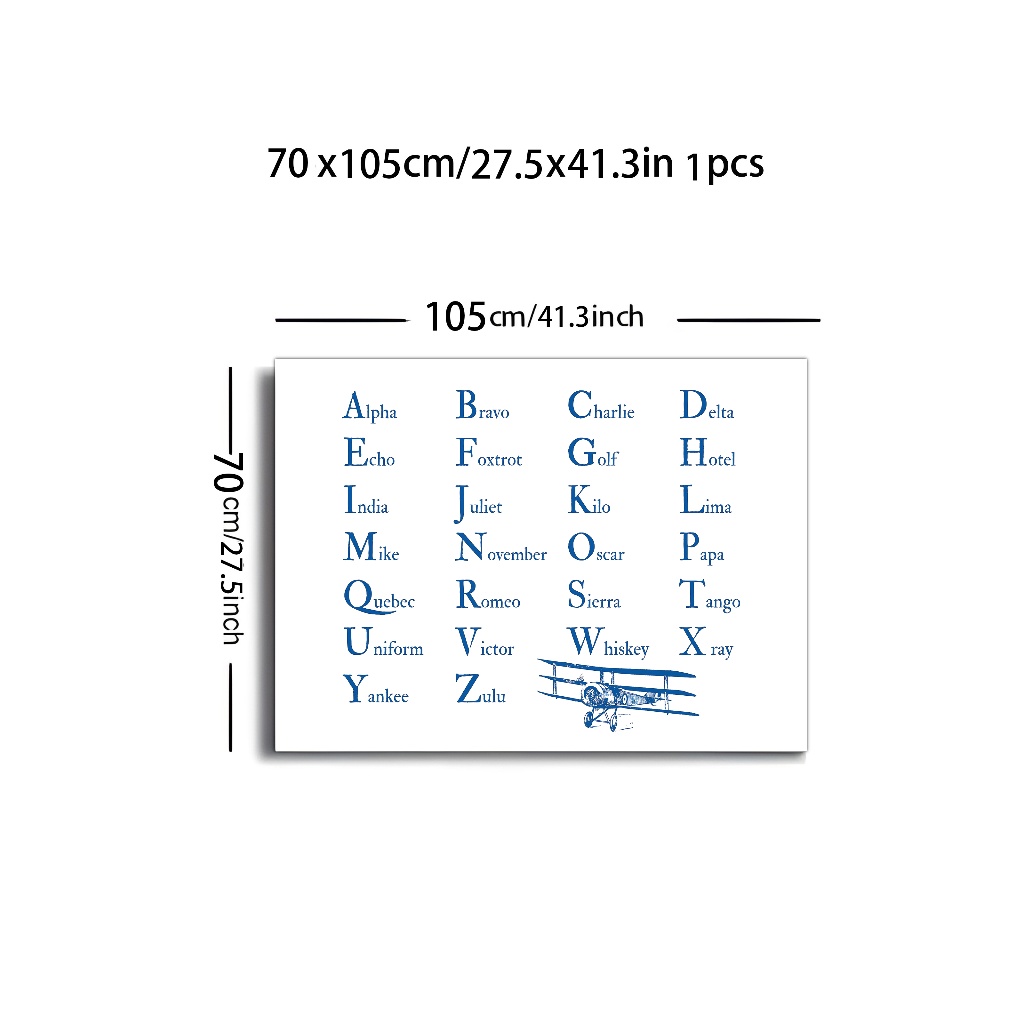 70 x105cm/27.5x41.3in 1pcs
105cm/41.3inch
70cm/27.5inch
Alpha Bravo Charlie Delta
Echo Foxtrot Golf Hotel
India Juliet Kilo Lima
Mike November Oscar Papa
Quebec Romeo Sierra Tango
Uniform Victor Whiskey X ray
Yankee Zulu